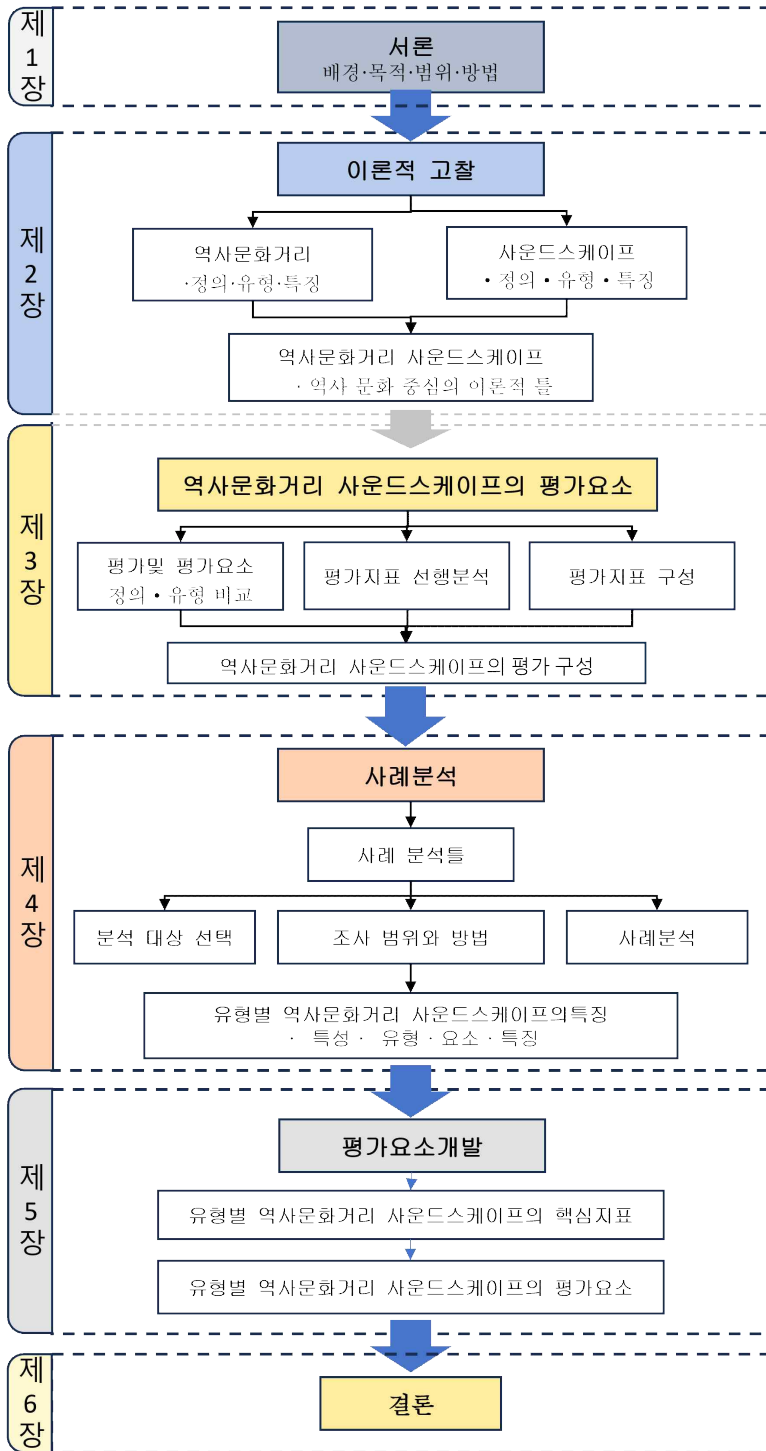 제
1
장
서론
배경·목적·범위·방법
제
2
장
이론적 고찰
역사문화거리
·정의·유형·특징
사운드스케이프
• 정의 • 유형 • 특징
역사문화거리 사운드스케이프
· 역사 문화 중심의 이론적 틀
제
3
장
역사문화거리 사운드스케이프의 평가요소
평가및 평가요소
정의 • 유형 비교
평가지표 선행분석
평가지표 구성
역사문화거리 사운드스케이프의 평가 구성
제
4
장
사례분석
사례 분석틀
분석 대상 선택
조사 범위와 방법
사례분석
유형별 역사문화거리 사운드스케이프의특징
· 특성 · 유형 · 요소 · 특징
제
5
장
평가요소개발
유형별 역사문화거리 사운드스케이프의 핵심지표
유형별 역사문화거리 사운드스케이프의 평가요소
제
6
장
결론